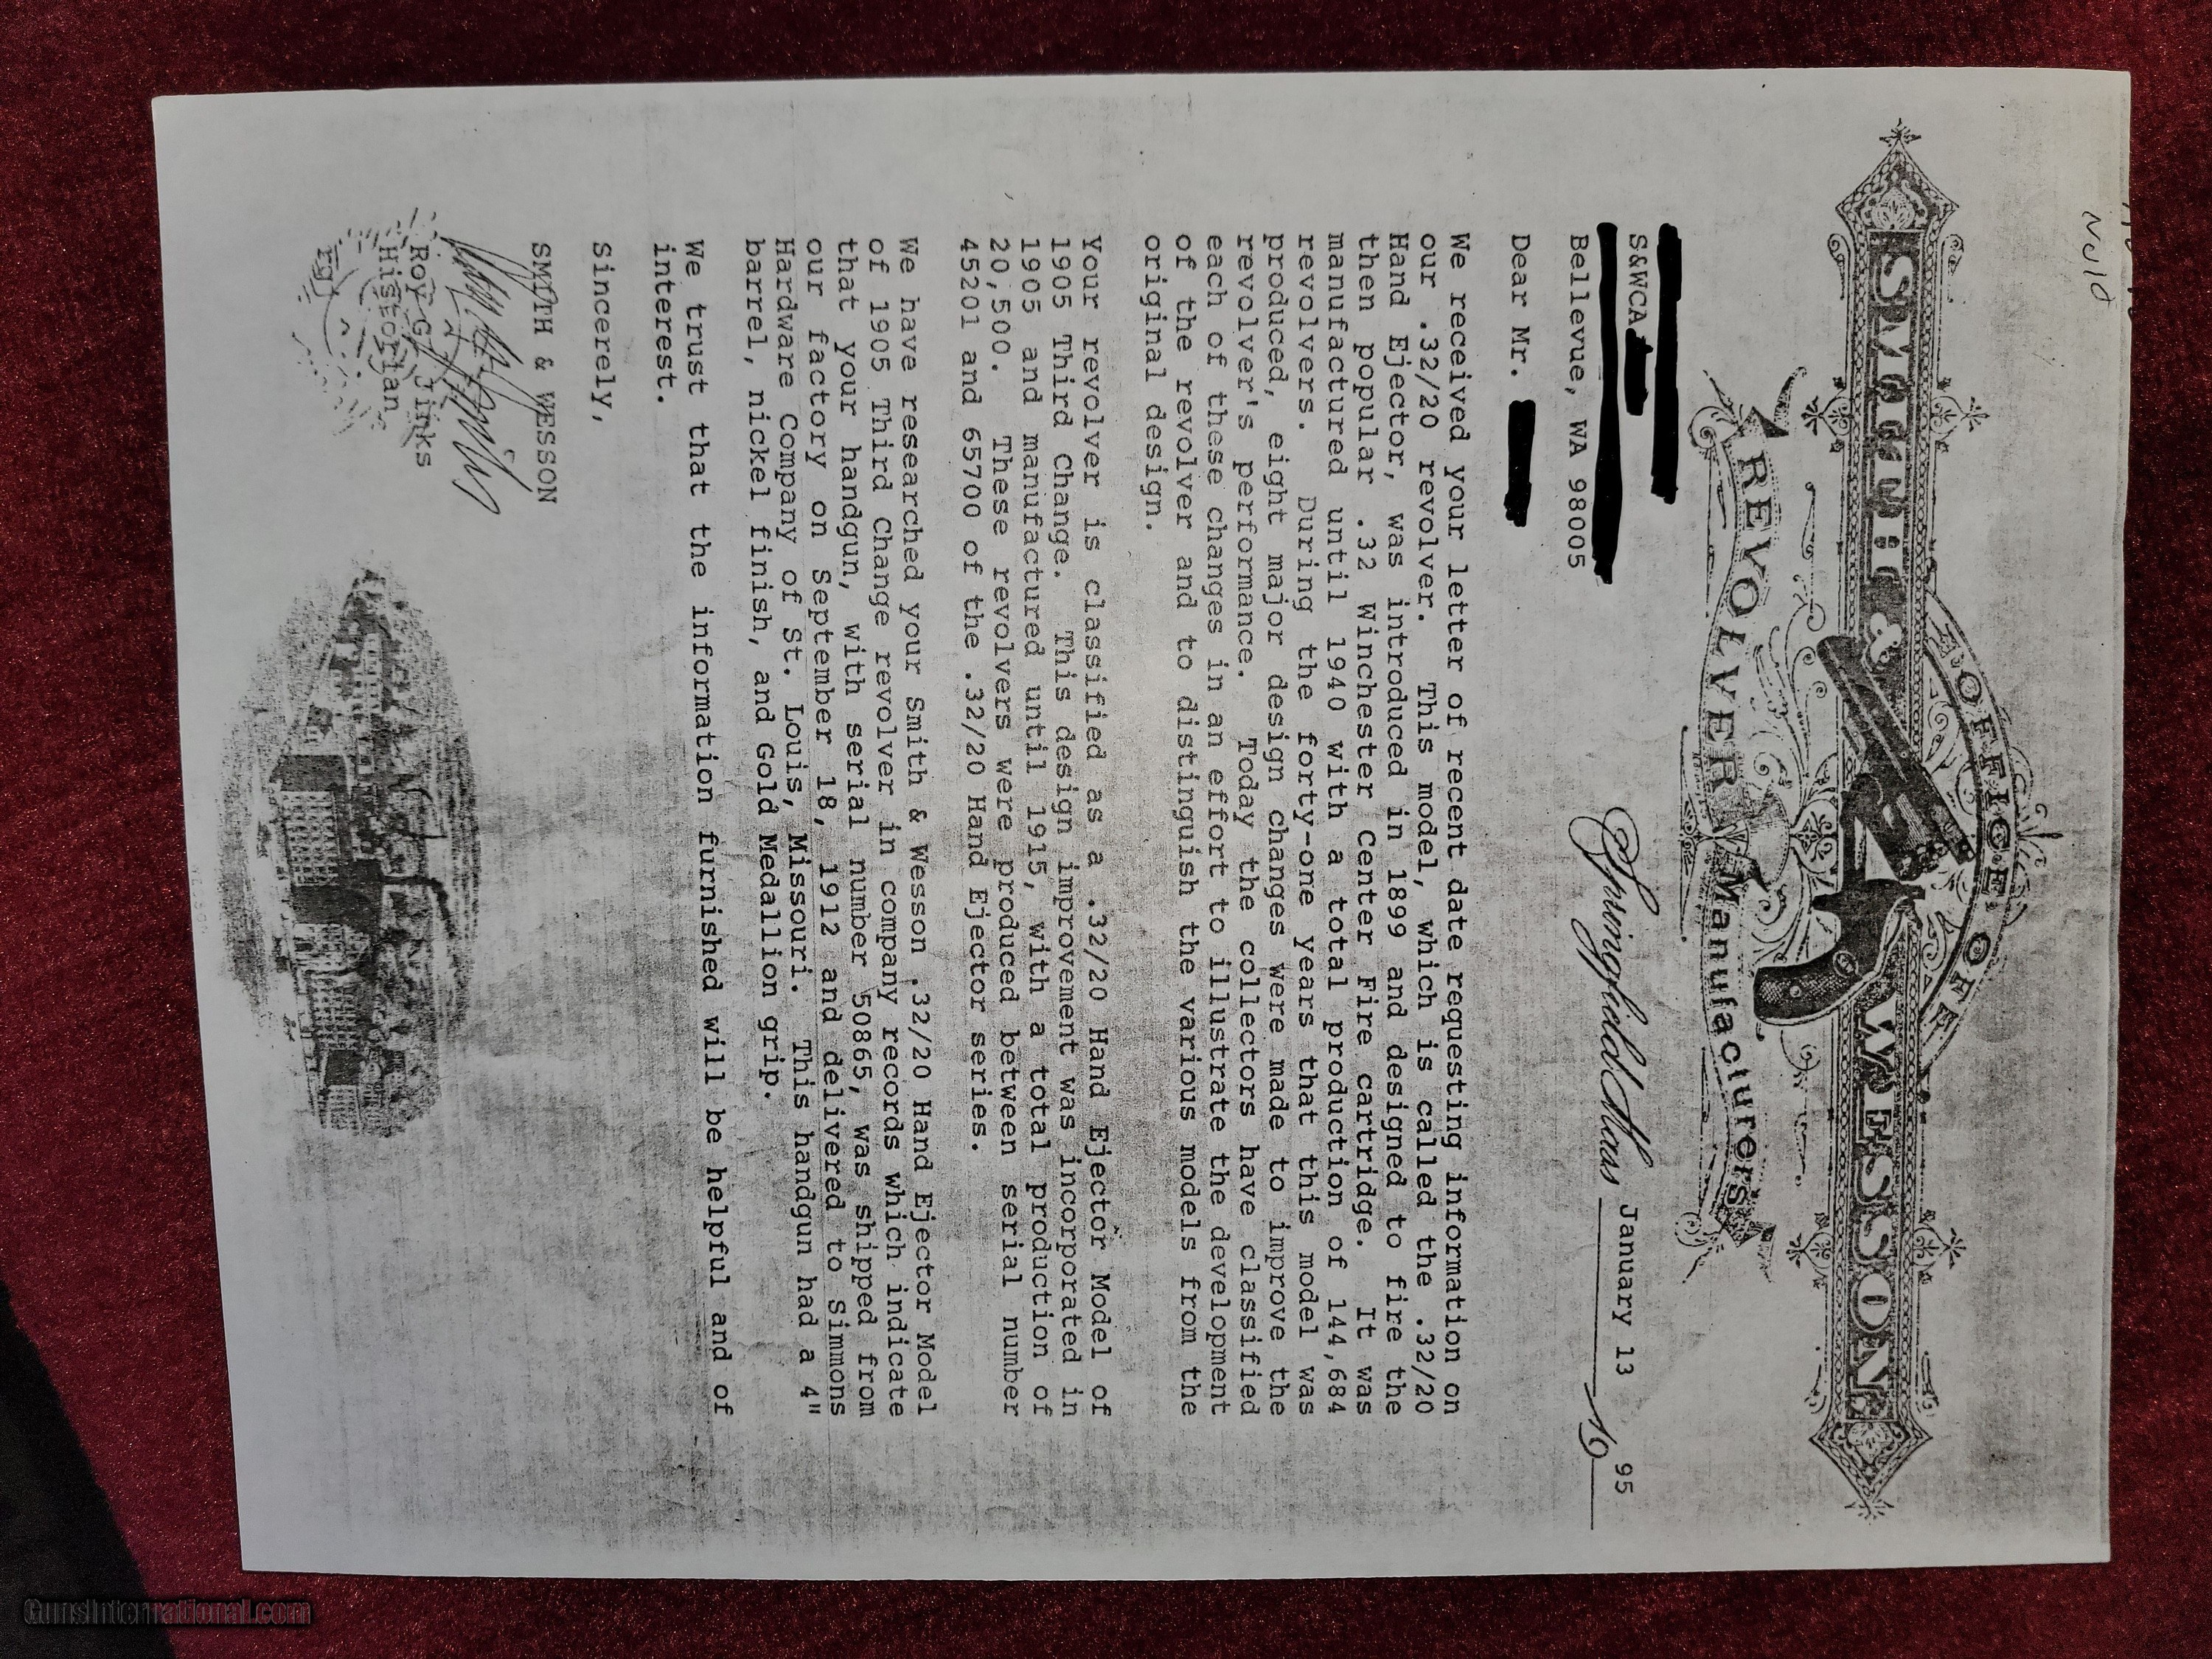 OFFICE OF
SMITH & WESSON
REVOLVER Manufacturers
Springfield Mass January 13 1995
S&WCA
Bellevue, WA 98005
Dear Mr.
We received your letter of recent date requesting information on
our .32/20 revolver. This model, which is called the .32/20
Hand Ejector, was introduced in 1899 and designed to fire the
then popular .32 Winchester Center Fire cartridge. It was
manufactured until 1940 with a total production of 144,684
revolvers. During the forty-one years that this model was
produced, eight major design changes were made to improve the
revolver's performance. Today the collectors have classified
each of these changes in an effort to illustrate the development
of the revolver and to distinguish the various models from the
original design.
Your revolver is classified as a .32/20 Hand Ejector Model of
1905 Third Change. This design improvement was incorporated in
1905 and manufactured until 1915, with a total production of
20,500. These revolvers were produced between serial number
45201 and 65700 of the .32/20 Hand Ejector series.
We have researched your Smith & Wesson .32/20 Hand Ejector Model
of 1905 Third Change revolver in company records which indicate
that your handgun, with serial number 50865, was shipped from
our factory on September 18, 1912 and delivered to Simmons
Hardware Company of St. Louis, Missouri. This handgun had a 4"
barrel, nickel finish, and Gold Medallion grip.
We trust that the information furnished will be helpful and of
interest.
Sincerely,
SMITH & WESSON
Roy G. Jinks
Historian
GunsInternational.com